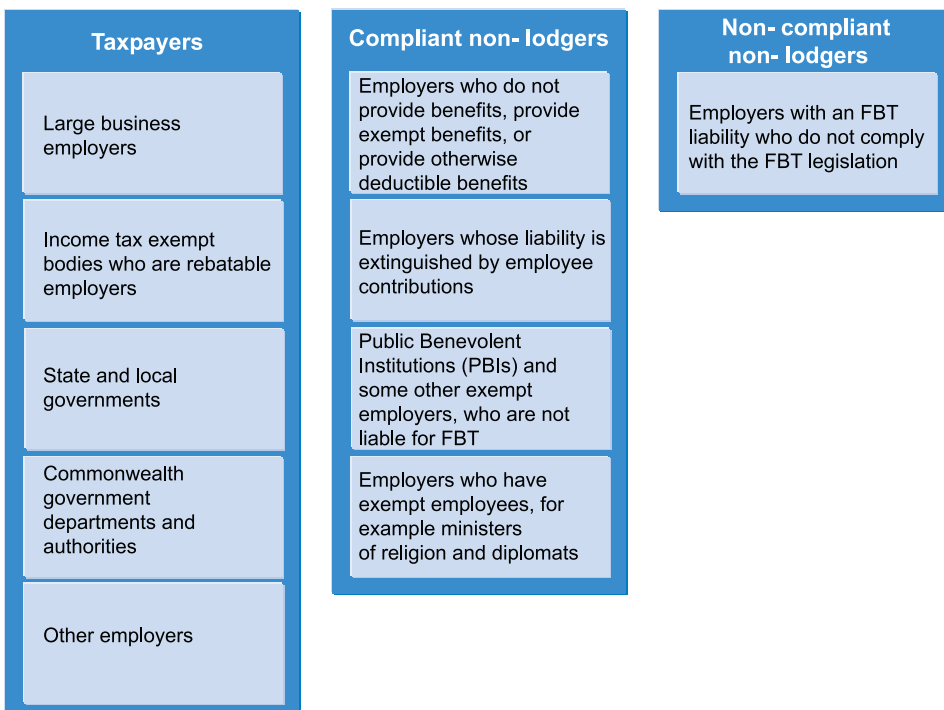 Taxpayers
Large business
employers
Income tax exempt
bodies who are rebatable
employers
State and local
governments
Commonwealth
government
departments and
authorities
Other employers
Compliant non- lodgers
Employers who do not
provide benefits, provide
exempt benefits, or
provide otherwise
deductible benefits
Employers whose liability is
extinguished by employee
contributions
Public Benevolent
Institutions (PBIs) and
some other exempt
employers, who are not
liable for FBT
Employers who have
exempt employees, for
example ministers
of religion and diplomats
Non- compliant
non- lodgers
Employers with an FBT
liability who do not comply
with the FBT legislation